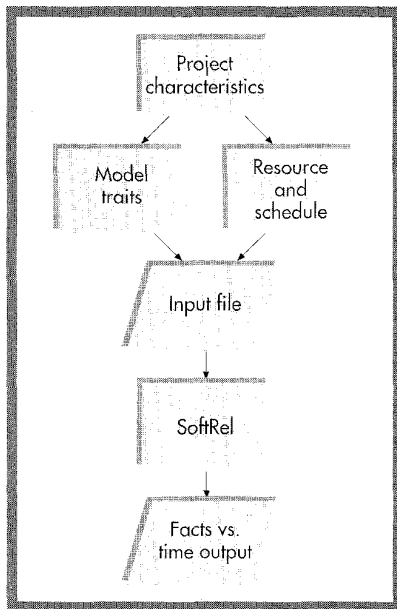 Project
characteristics
Model
traits
Resource
and
schedule
Input file
SoftRel
Facts vs.
time output